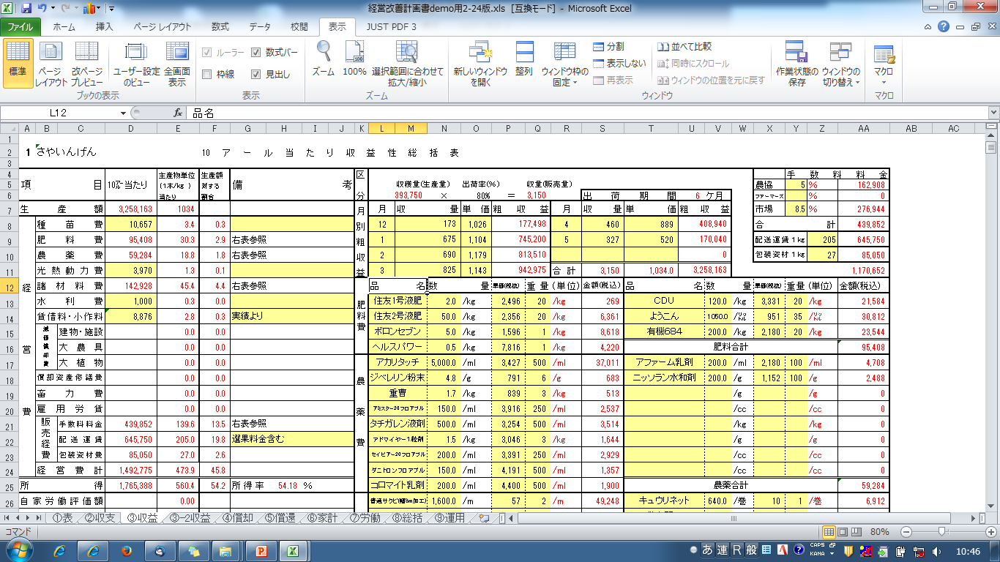 経営改善計画書demo用2-24版.xls [互換モード] - Microsoft Excel
ファイル ホーム 挿入 ページ レイアウト 数式 データ 校閲 表示 JUST PDF 3
標準 ページ レイアウト 改ページ プレビュー ユーザー設定 のビュー 全画面 表示
ルーラー 数式バー
枠線 見出し
ズーム 100% 選択範囲に合わせて 拡大/縮小
新しいウィンドウ を開く 整列 ウィンドウ枠の 固定
分割 並べて比較
表示しない 同時にスクロール
再表示 ウィンドウの位置を元に戻す
作業状態の 保存 ウィンドウの 切り替え マクロ
ブックの表示 表示 ズーム ウィンドウ マクロ
L12 fx 品名
A B C D E F G H I J K L M N O P Q R S T U V W X Y Z AA AB AC
1
2 1 さやいんげん 10 アール当たり収益性総括表
3
4 項 目 10㌃当たり 主産物単位 (1本/kg) 当たり 生産額 対する 割合 備 考 区 分 手 数 料 料 金
5 収穫量(生産量) 出荷率(%) 収量(販売量) 農協 5 % 162,908
6 393,750 × 80% ＝ 3,150 出 荷 期 間 6 ケ月 ファーマーズ % 0
7 生 産 額 3,258,163 1034 月 収 量 単 価 粗 収 益 月 収 量 単 価 粗 収 益 市場 8.5 % 276,944
8 種 苗 費 10,657 3.4 0.3 12 173 1,026 177,498 4 460 889 408,940 合 計 439,852
9 肥 料 費 95,408 30.3 2.9 右表参照 1 675 1,104 745,200 5 327 520 170,040 配送運賃1kg 205 645,750
10 農 薬 費 59,284 18.8 1.8 右表参照 2 690 1,179 813,510 0 包装資材1kg 27 85,050
11 光 熱 動 力 費 3,970 1.3 0.1 3 825 1,143 942,975 合 計 3,150 1,034.0 3,258,163 1,170,652
月別粗収益
12 諸 材 料 費 142,928 45.4 4.4 右表参照 品 名 数 量 単価(税抜) 重量 (単位) 金額(税込) 品 名 数 量 単価(税抜) 重量 (単位) 金額(税込)
13 水 利 費 1,000 0.3 0.0 住友1号液肥 2.0 /kg 2,496 20 /kg 269 CDU 120.0 /kg 3,331 20 /kg 21,584
14 賃借料・小作料 8,876 2.8 0.3 実績より 住友2号液肥 50.0 /kg 2,356 20 /kg 6,361 ようこん 1050.0 /㍑ 951 35 /㍑ 30,812
15 建物・施設 0.0 0.0 ボロンセブン 5.0 /kg 1,596 1 /kg 8,618 有機684 200.0 /kg 2,180 20 /kg 23,544
16 大 農 具 0.0 0.0 ヘルスパワー 0.5 /kg 7,816 1 /kg 4,220 肥料合計 95,408
17 大 植 物 0.0 0.0 アカリタッチ 5,000.0 /ml 3,427 500 /ml 37,011 アファーム乳剤 200.0 /ml 2,180 100 /ml 4,708
18 償却資産修繕費 0.0 0.0 ジベレリン粉末 4.8 /g 791 6 /g 683 ニッソラン水和剤 200.0 /g 1,152 100 /g 2,488
19 畜 力 費 0.0 0.0 重曹 1.7 /kg 839 3 /kg 513 /kg /kg 0
20 雇 用 労 賃 0.0 0.0 アミスター20フロアブル 150.0 /ml 3,916 250 /ml 2,537 /cc /cc 0
21 手数料料金 439,852 139.6 13.5 右表参照 タチガレン液剤 500.0 /ml 3,254 500 /ml 3,514 /kg /kg 0
22 配 送 運 賃 645,750 205.0 19.8 選果料金含む アドマイヤー1粒剤 1.5 /kg 3,046 3 /kg 1,644 /g /g 0
23 包装資材費 85,050 27.0 2.6 セイビアー20フロアブル 200.0 /ml 3,391 250 /ml 2,929 /cc /cc 0
24 経 営 費 計 1,492,775 473.9 45.8 ダニトロンフロアブル 150.0 /ml 4,191 500 /ml 1,357 /cc /cc 0
経営費 減価償却費 販売経費 肥料費 農薬費
25 所 得 1,765,388 560.4 54.2 所得率 54.18 % コロマイト乳剤 200.0 /ml 4,400 500 /ml 1,900 農薬合計 59,284
26 自家労働評価額 0.00 普通サクビ(幅8m加工) 1,600.0 /m 57 2 /m 49,248 キュウリネット 640.0 /巻 10 1 /巻 6,912
①表 ②収支 ③収益 ③-2収益 ④償却 ⑤償還 ⑥家計 ⑦労働 ⑧総括 ⑨運用
コマンド 80%
あ 連 R 般 CAPS KANA 10:46